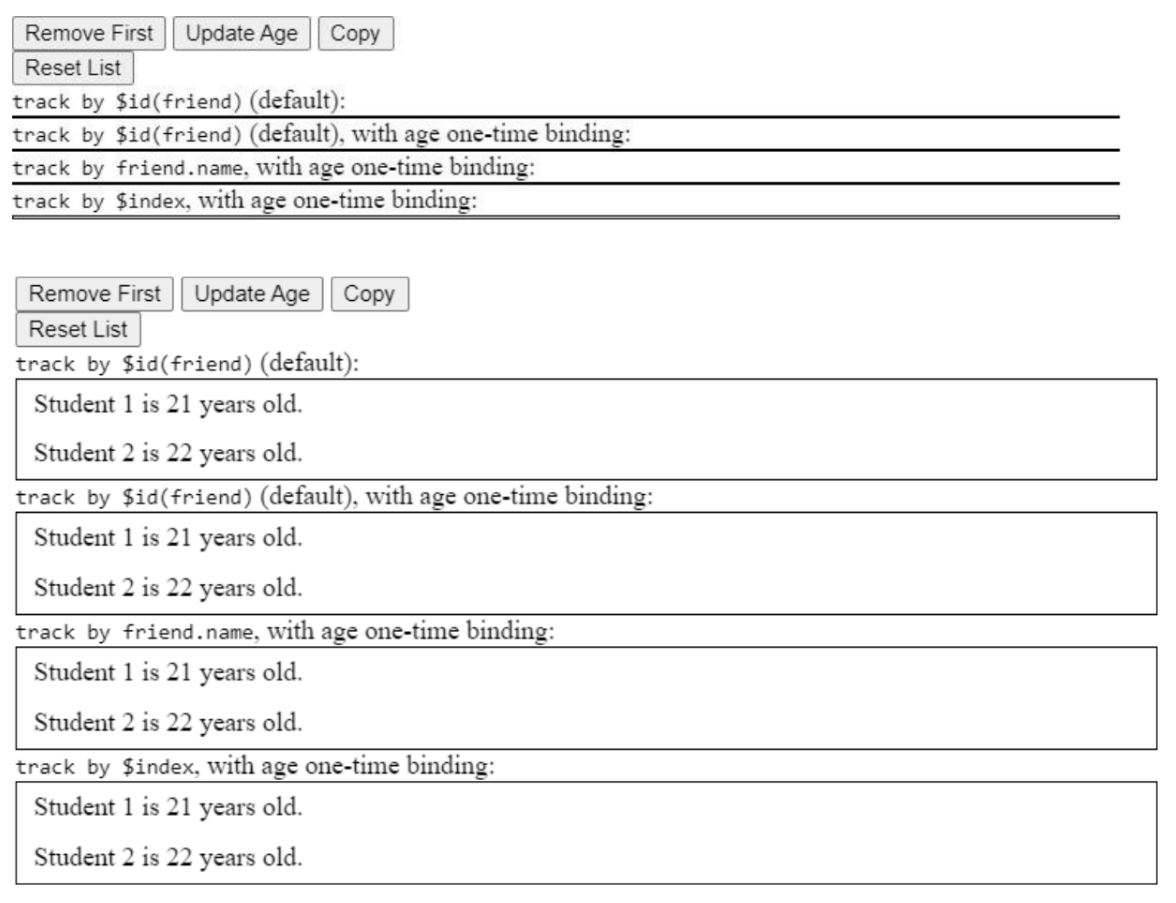 Remove First Update Age Copy
Reset List
track by $id(friend) (default):
track by $id(friend) (default), with age one-time binding:
track by friend.name, with age one-time binding:
track by $index, with age one-time binding:
Remove First Update Age Copy
Reset List
track by $id(friend) (default):
Student 1 is 21 years old.
Student 2 is 22 years old.
track by $id(friend) (default), with age one-time binding:
Student 1 is 21 years old.
Student 2 is 22 years old.
track by friend.name, with age one-time binding:
Student 1 is 21 years old.
Student 2 is 22 years old.
track by $index, with age one-time binding:
Student 1 is 21 years old.
Student 2 is 22 years old.